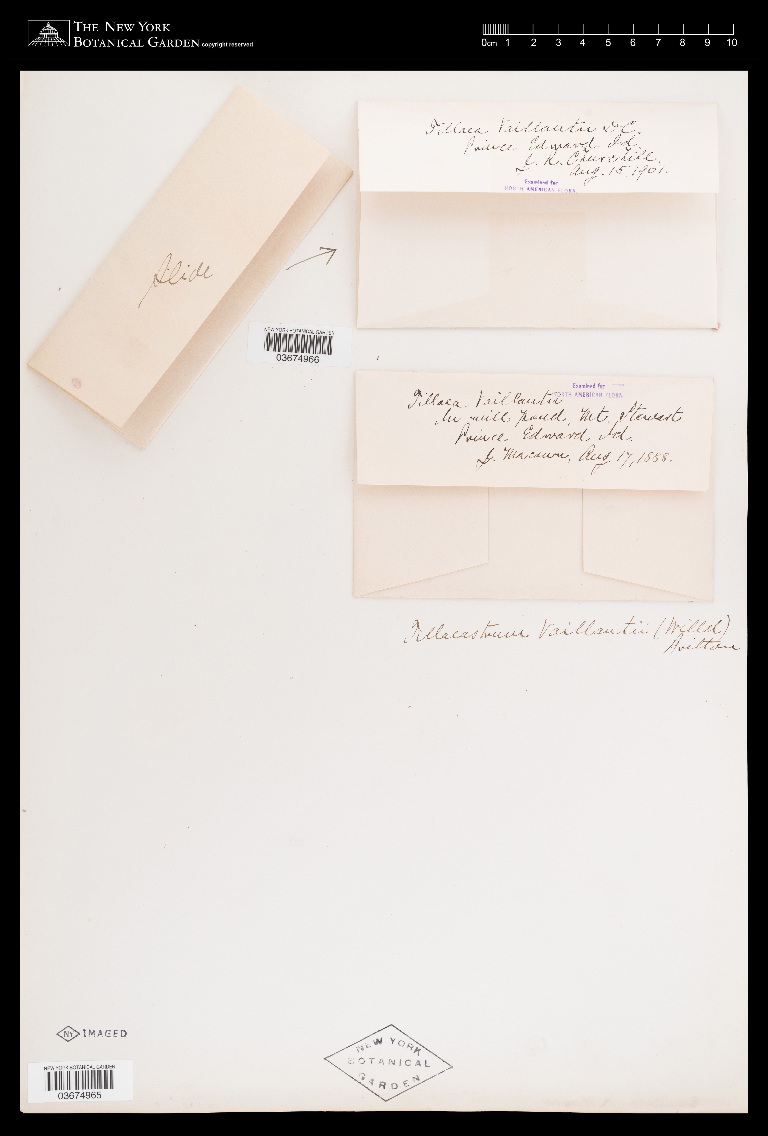 THE NEW YORK
BOTANICAL GARDEN copyright reserved
0cm 1 2 3 4 5 6 7 8 9 10
Tillaea Vaillantii DC.
Prince Edward Id.
J. R. Churchill.
Aug. 15 1901.
Examined for
NORTH AMERICAN FLORA.
Slide
NEW YORK BOTANICAL GARDEN
03674966
Examined for
NORTH AMERICAN FLORA.
Tillaea Vaillantii
In mill pond, Mt. Stewart
Prince Edward Id.
J. Macoun, Aug. 17, 1888.
Tillaeastrum Vaillantii (Willd)
Britton
NY IMAGED
NEW YORK
BOTANICAL
GARDEN
NEW YORK BOTANICAL GARDEN
03674965